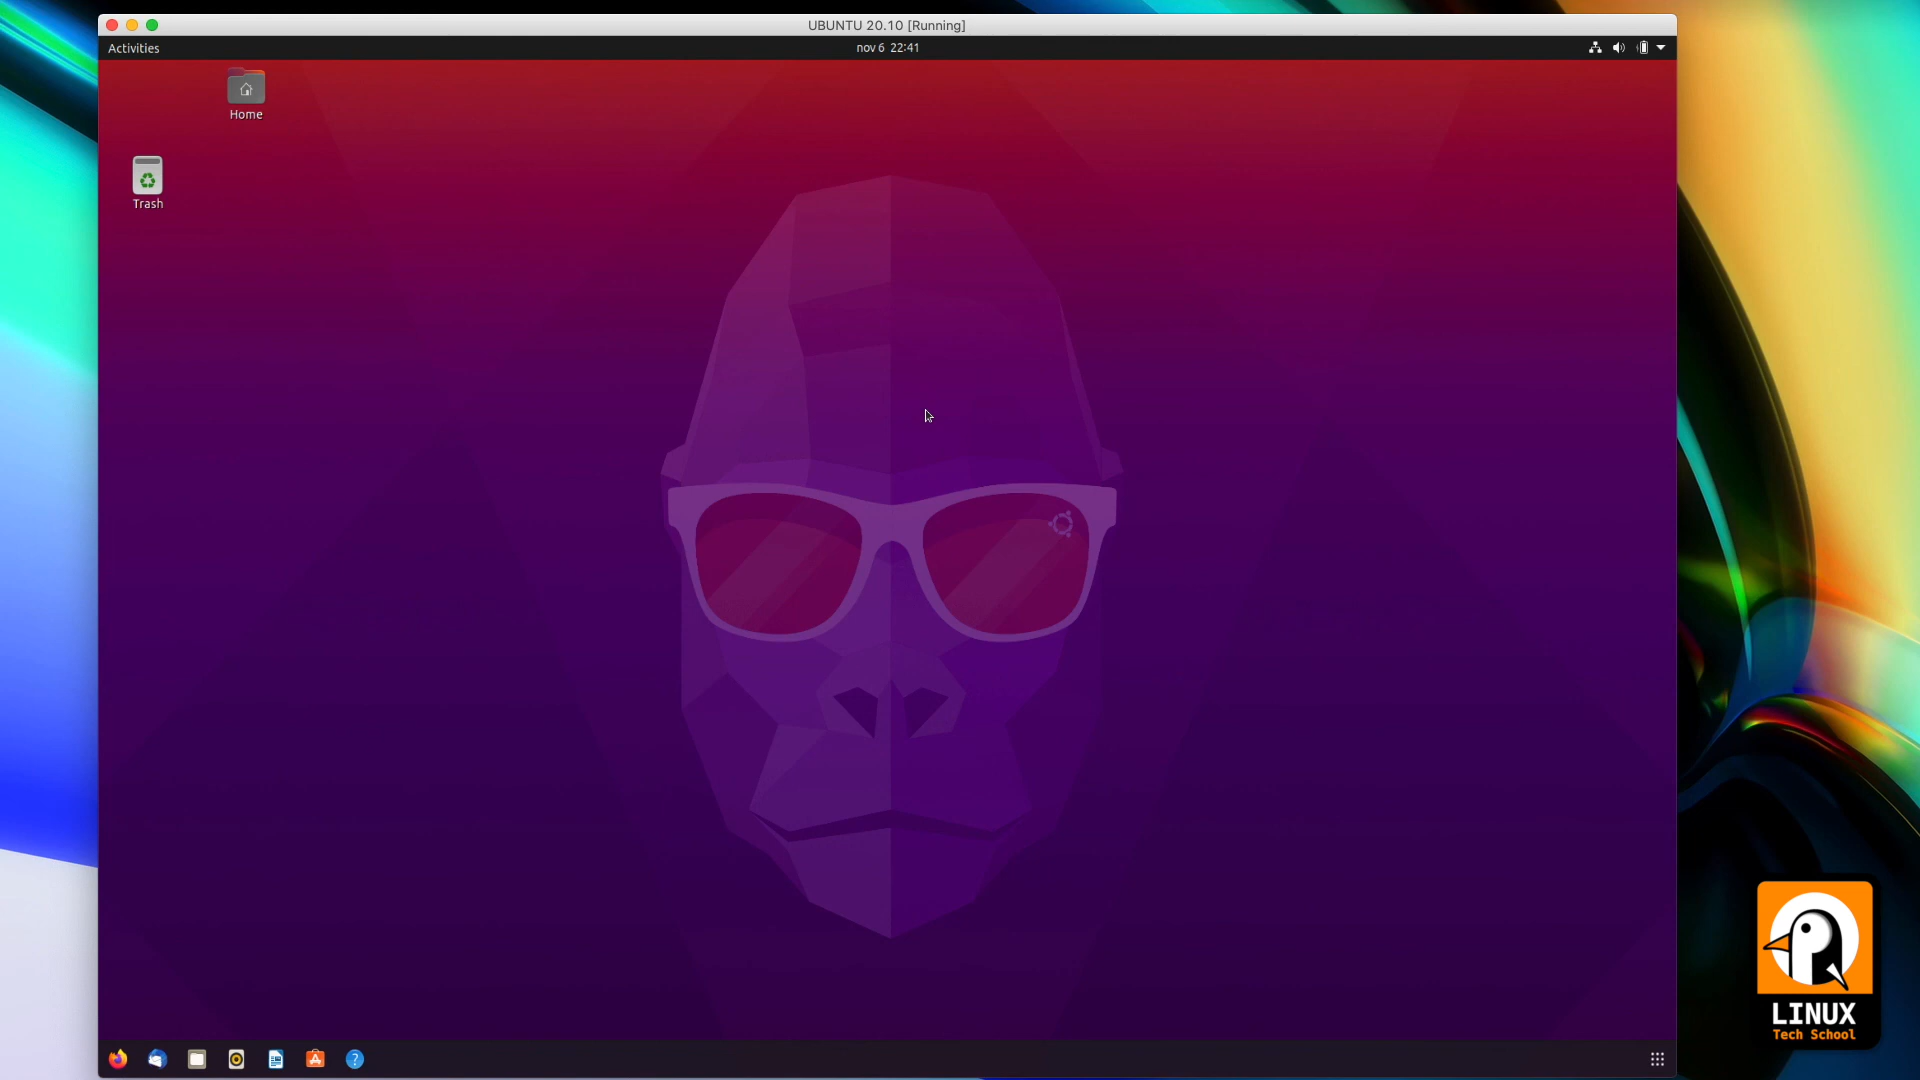 UBUNTU 20.10 [Running]
Activities
nov 6 22:41
Home
Trash
LINUX
Tech School